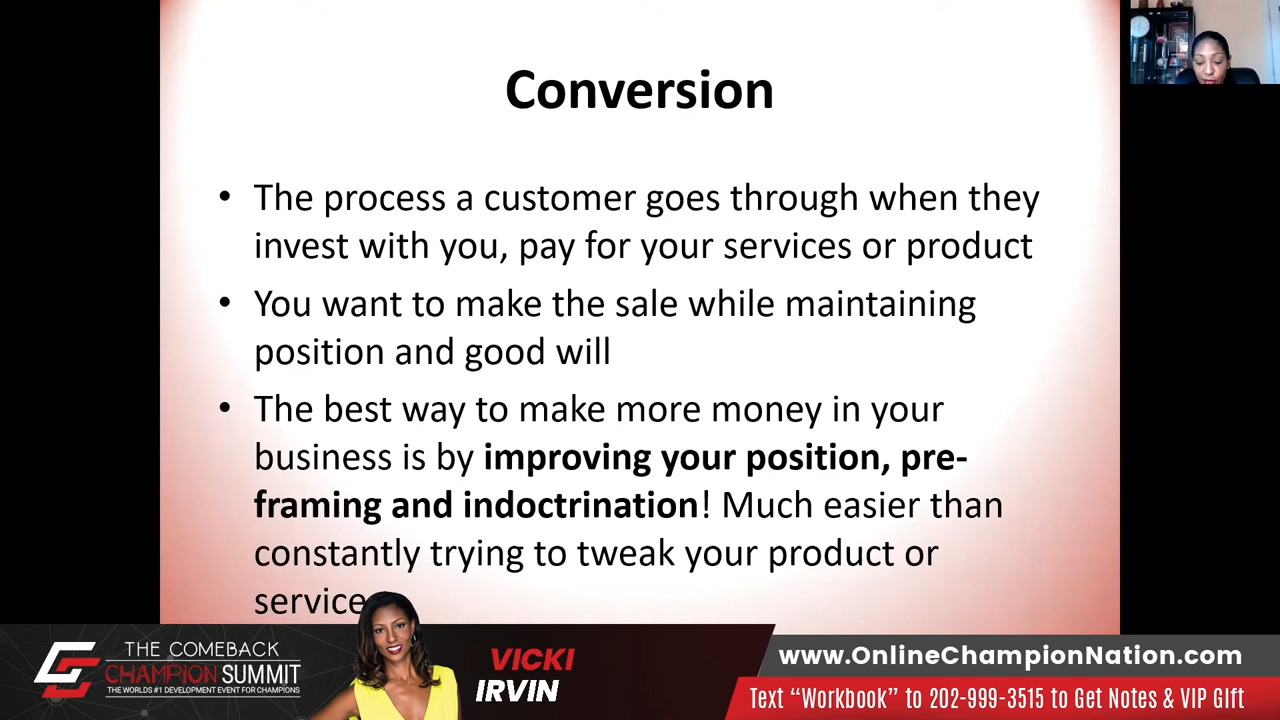 Conversion
• The process a customer goes through when they
invest with you, pay for your services or product
• You want to make the sale while maintaining
position and good will
• The best way to make more money in your
business is by improving your position, pre-
framing and indoctrination! Much easier than
constantly trying to tweak your product or
service
THE COMEBACK
CHAMPION SUMMIT
THE WORLDS #1 DEVELOPMENT EVENT FOR CHAMPIONS
VICKI
IRVIN
www.OnlineChampionNation.com
Text “Workbook” to 202-999-3515 to Get Notes & VIP GIft